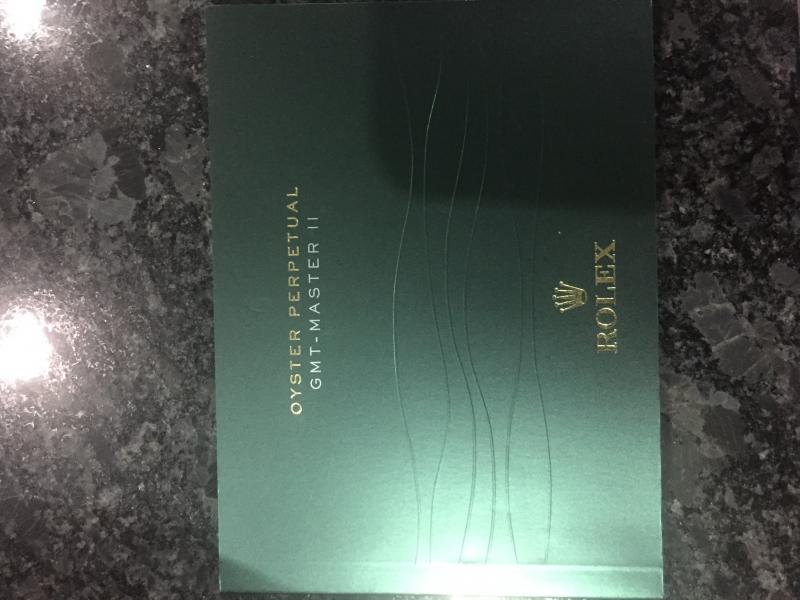 OYSTER PERPETUAL
GMT-MASTER II
ROLEX